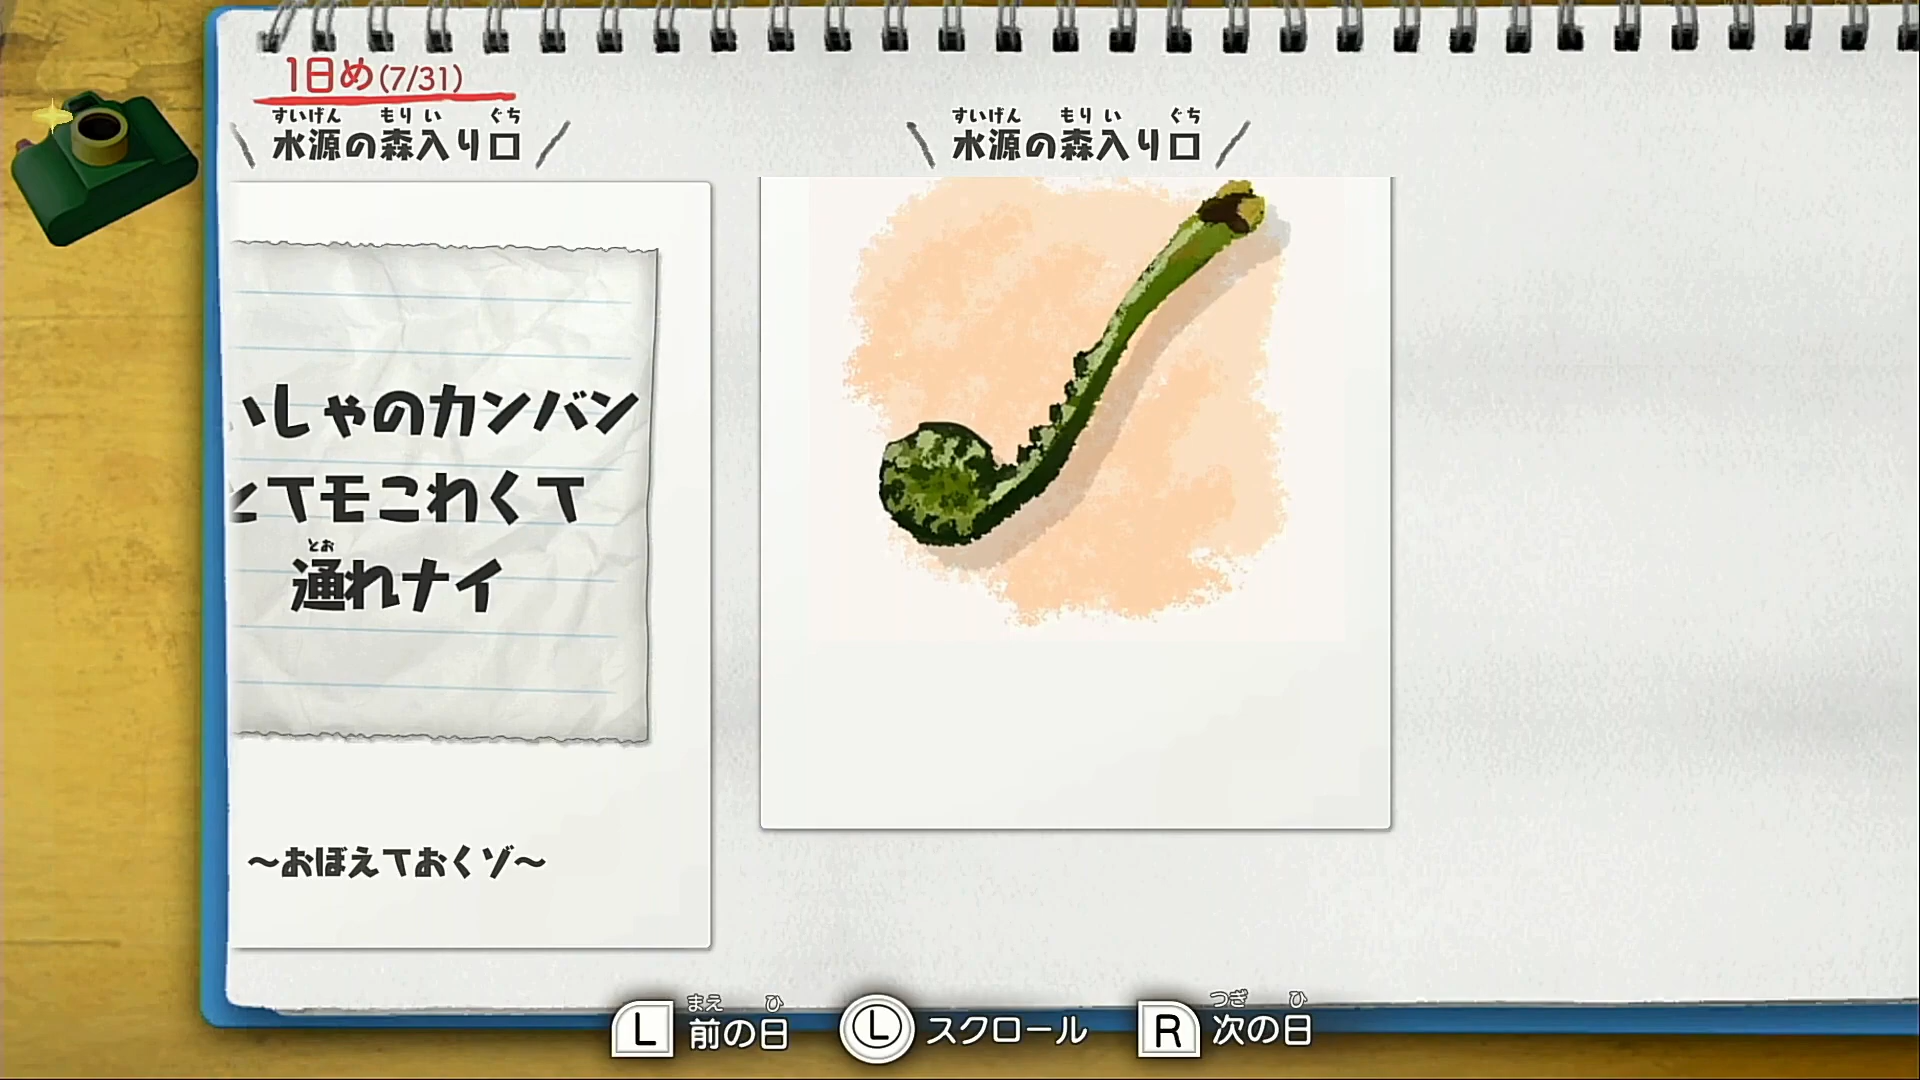 1日め(7/31)
すいげん もり い ぐち
水源の森入り口
すいげん もり い ぐち
水源の森入り口
いしゃのカンバン
とてモこわくて
とお
通れナイ
〜おぼえておくゾ〜
L 前の日
まえ ひ
L スクロール
R 次の日
つぎ ひ